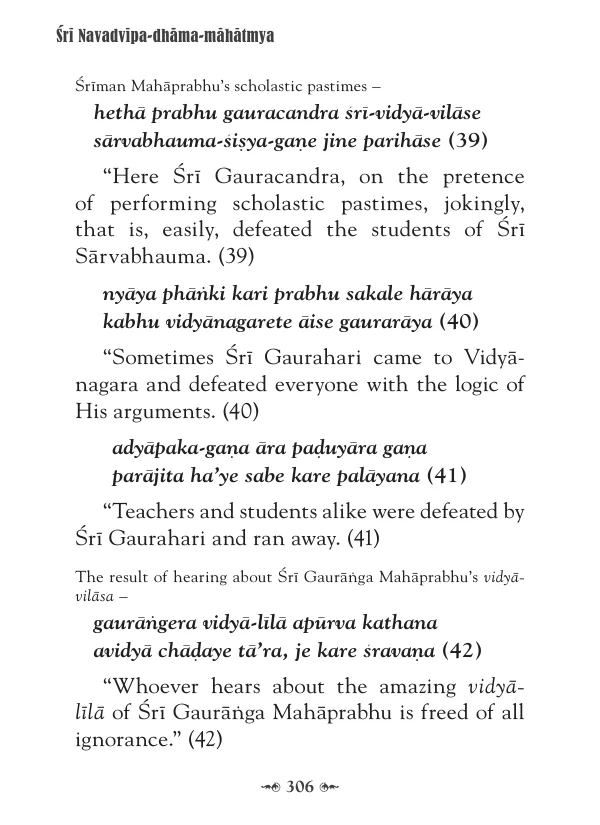 Śrī Navadvīpa-dhāma-māhātmya
Śrīman Mahāprabhu’s scholastic pastimes –
hethā prabhu gauracandra śrī-vidyā-vilāse
sārvabhauma-śiṣya-gaṇe jine parihāse (39)
“Here Śrī Gauracandra, on the pretence
of performing scholastic pastimes, jokingly,
that is, easily, defeated the students of Śrī
Sārvabhauma. (39)
nyāya phāṅki kari prabhu sakale hārāya
kabhu vidyānagarete āise gaurarāya (40)
“Sometimes Śrī Gaurahari came to Vidyā-
nagara and defeated everyone with the logic of
His arguments. (40)
adyāpaka-gaṇa āra paḍuyāra gaṇa
parājita ha’ye sabe kare palāyana (41)
“Teachers and students alike were defeated by
Śrī Gaurahari and ran away. (41)
The result of hearing about Śrī Gaurāṅga Mahāprabhu’s vidyā-
vilāsa –
gaurāṅgera vidyā-līlā apūrva kathana
avidyā chāḍaye tā’ra, je kare śravaṇa (42)
“Whoever hears about the amazing vidyā-
līlā of Śrī Gaurāṅga Mahāprabhu is freed of all
ignorance.” (42)
306